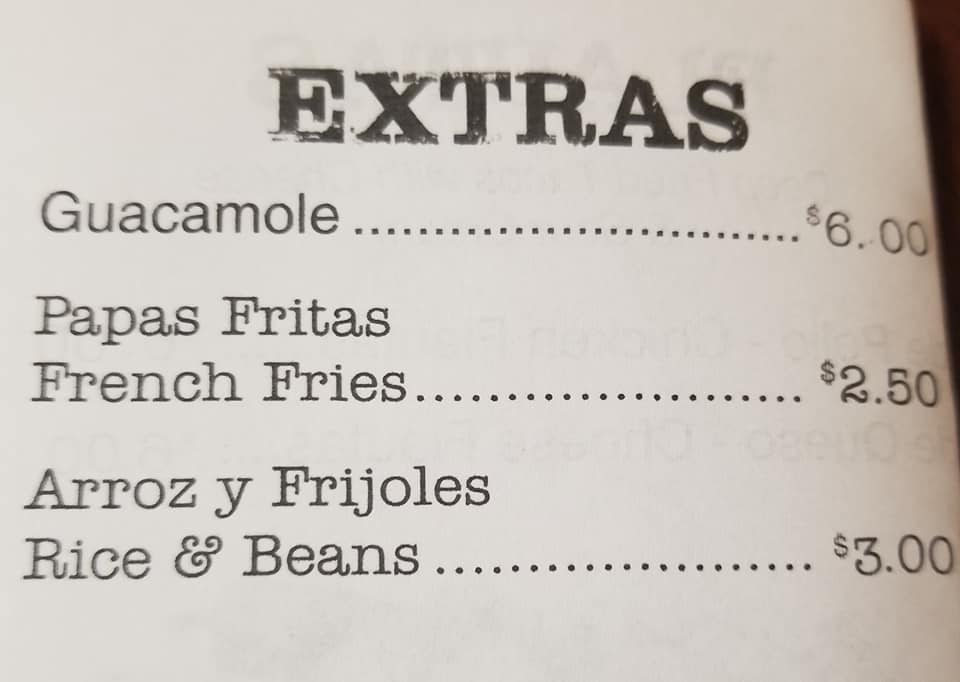 EXTRAS
Guacamole ............................. $6.00
Papas Fritas
French Fries....................... $2.50
Arroz y Frijoles
Rice & Beans ..................... $3.00